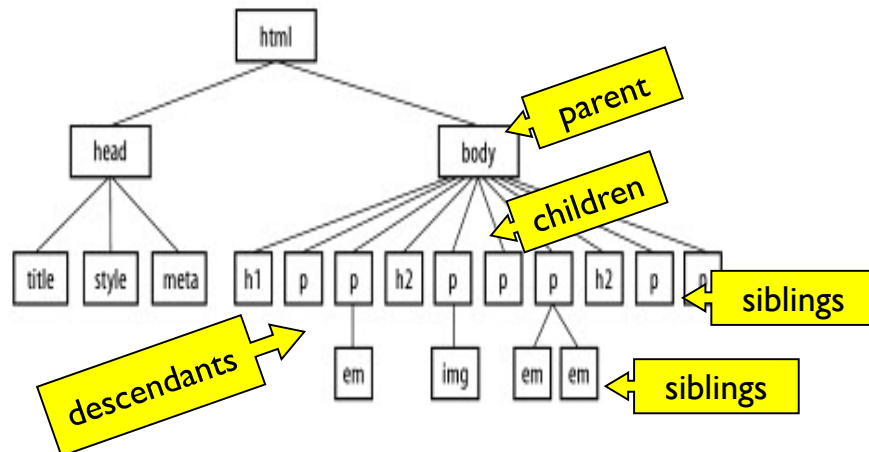 html
parent
head
body
children
title style meta h1 p p h2 p p p h2 p p
siblings
descendants
em img em em
siblings